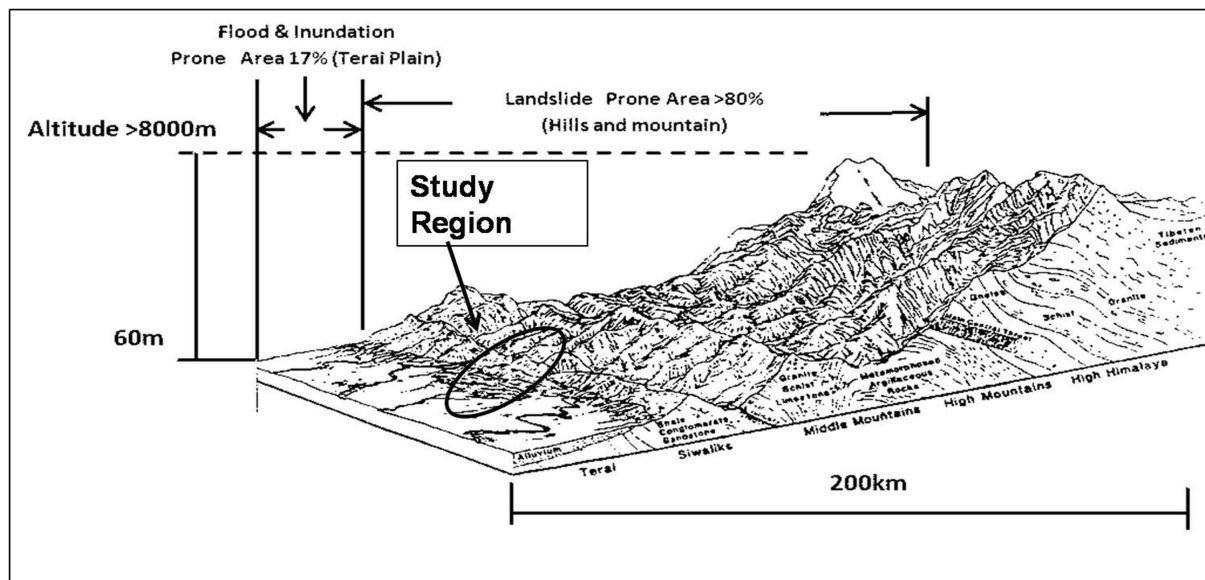 Flood & Inundation
Prone Area 17% (Terai Plain)
Landslide Prone Area >80%
(Hills and mountain)
Altitude >8000m
Study
Region
60m
Tibetan
Sediments
Gneiss
Schist
Granite
Granite
Schist
Metamorphosed
Argillaceous
Rocks
Shale
Conglomerate
Sandstone
Alluvium
Terai
Siwaliks
Middle Mountains
High Mountains
High Himalaya
200km